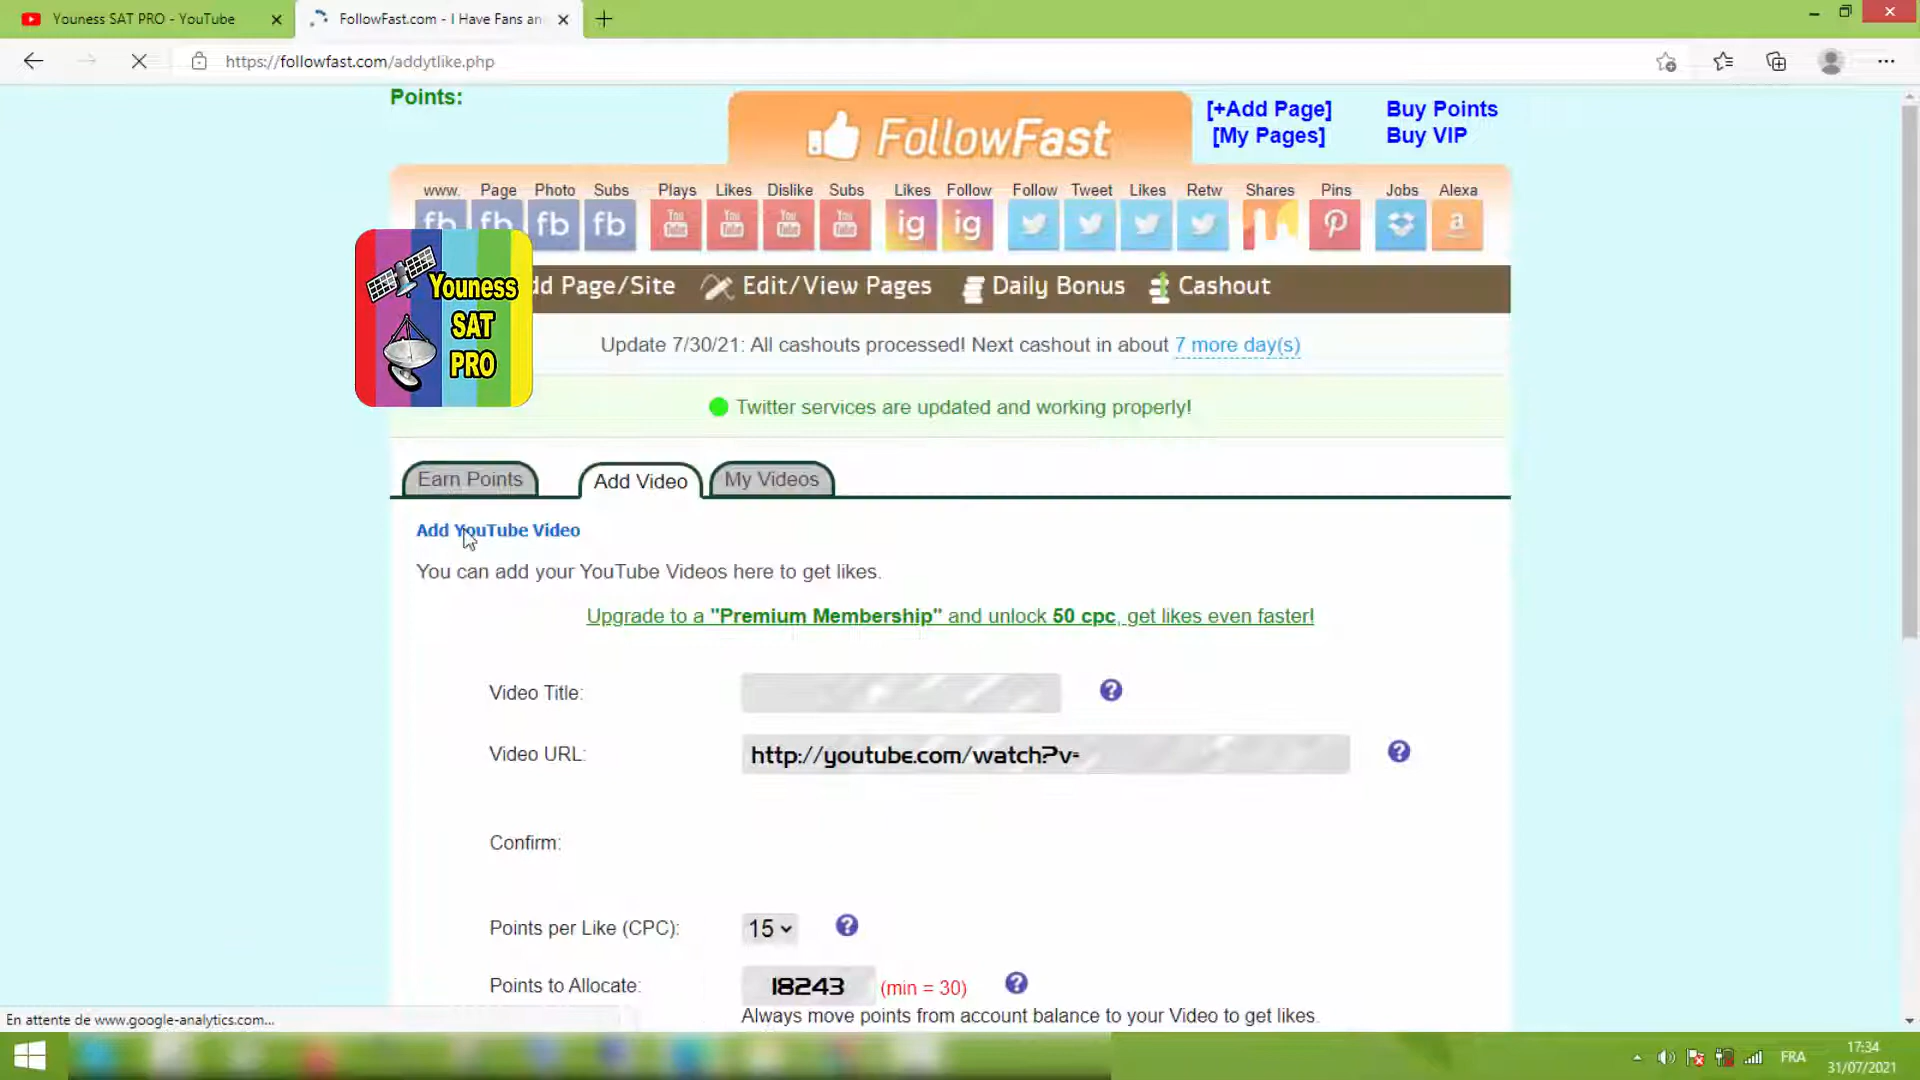 Youness SAT PRO - YouTube
FollowFast.com - I Have Fans an
https://followfast.com/addytlike.php
Points:
FollowFast
[+Add Page]
Buy Points
[My Pages]
Buy VIP
www. Page Photo Subs Plays Likes Dislike Subs Likes Follow Follow Tweet Likes Retw Shares Pins Jobs Alexa
fb fb fb fb You Tube You Tube You Tube You Tube ig ig
dd Page/Site Edit/View Pages Daily Bonus Cashout
Youness
SAT
PRO
Update 7/30/21: All cashouts processed! Next cashout in about 7 more day(s)
Twitter services are updated and working properly!
Earn Points Add Video My Videos
Add YouTube Video
You can add your YouTube Videos here to get likes.
Upgrade to a "Premium Membership" and unlock 50 cpc, get likes even faster!
Video Title:
Video URL: http://youtube.com/watch?v=
Confirm:
Points per Like (CPC): 15
Points to Allocate: 18243 (min = 30)
Always move points from account balance to your Video to get likes.
En attente de www.google-analytics.com...
FRA
17:34
31/07/2021